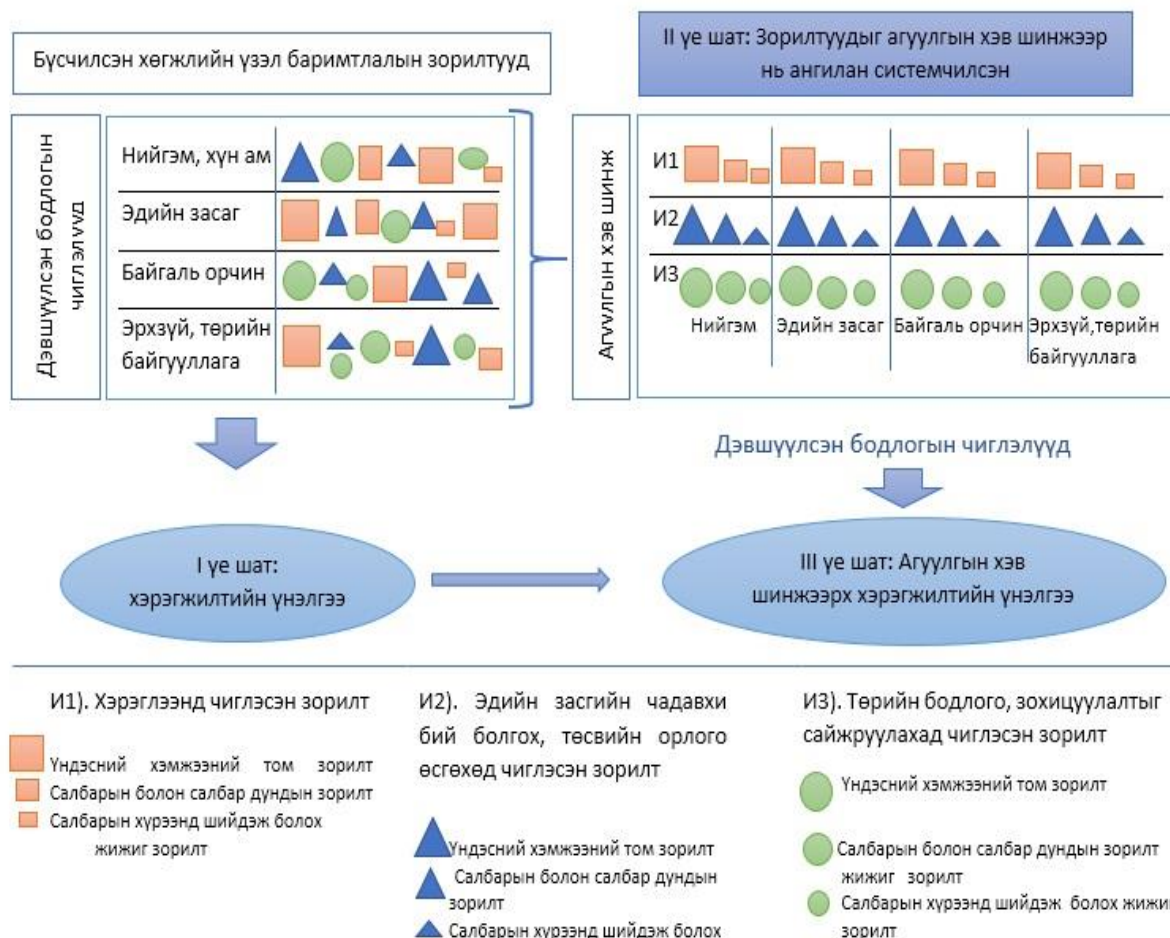 Бүсчилсэн хөгжлийн үзэл баримтлалын зорилтууд
II үе шат: Зорилтуудыг агуулгын хэв шинжээр
нь ангилан системчилсэн
Дэвшүүлсэн бодлогын
чиглэлүүд
Нийгэм, хүн ам
Эдийн засаг
Байгаль орчин
Эрхзүй, төрийн
байгууллага
Агуулгын хэв шинж
И1
И2
И3
Нийгэм
Эдийн засаг
Байгаль орчин
Эрхзүй,төрийн
байгууллага
Дэвшүүлсэн бодлогын чиглэлүүд
I үе шат:
хэрэгжилтийн үнэлгээ
III үе шат: Агуулгын хэв
шинжээрх хэрэгжилтийн үнэлгээ
И1). Хэрэглээнд чиглэсэн зорилт
Үндэсний хэмжээний том зорилт
Салбарын болон салбар дундын зорилт
Салбарын хүрээнд шийдэж болох
жижиг зорилт
И2). Эдийн засгийн чадавхи
бий болгох, төсвийн орлого
өсгөхөд чиглэсэн зорилт
Үндэсний хэмжээний том зорилт
Салбарын болон салбар дундын
зорилт
Салбарын хүрээнд шийдэж болох
И3). Төрийн бодлого, зохицуулалтыг
сайжруулахад чиглэсэн зорилт
Үндэсний хэмжээний том зорилт
Салбарын болон салбар дундын зорилт
жижиг зорилт
Салбарын хүрээнд шийдэж болох жижиг
зорилт